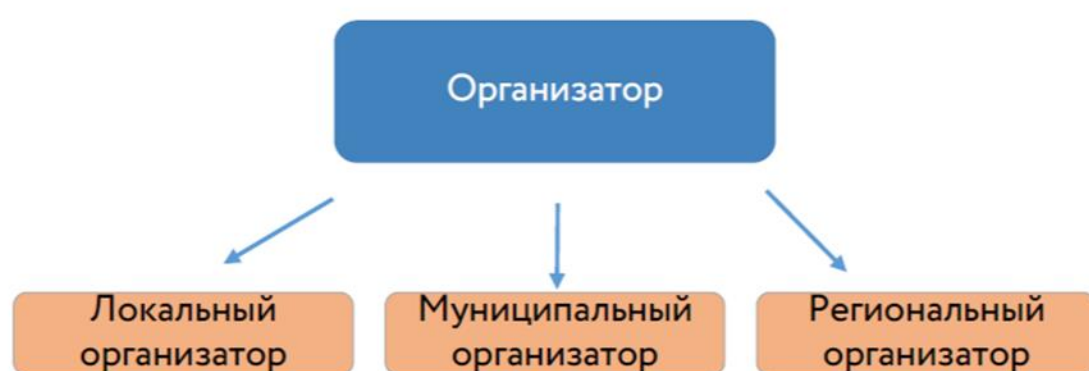 Организатор
Локальный
организатор
Муниципальный
организатор
Региональный
организатор